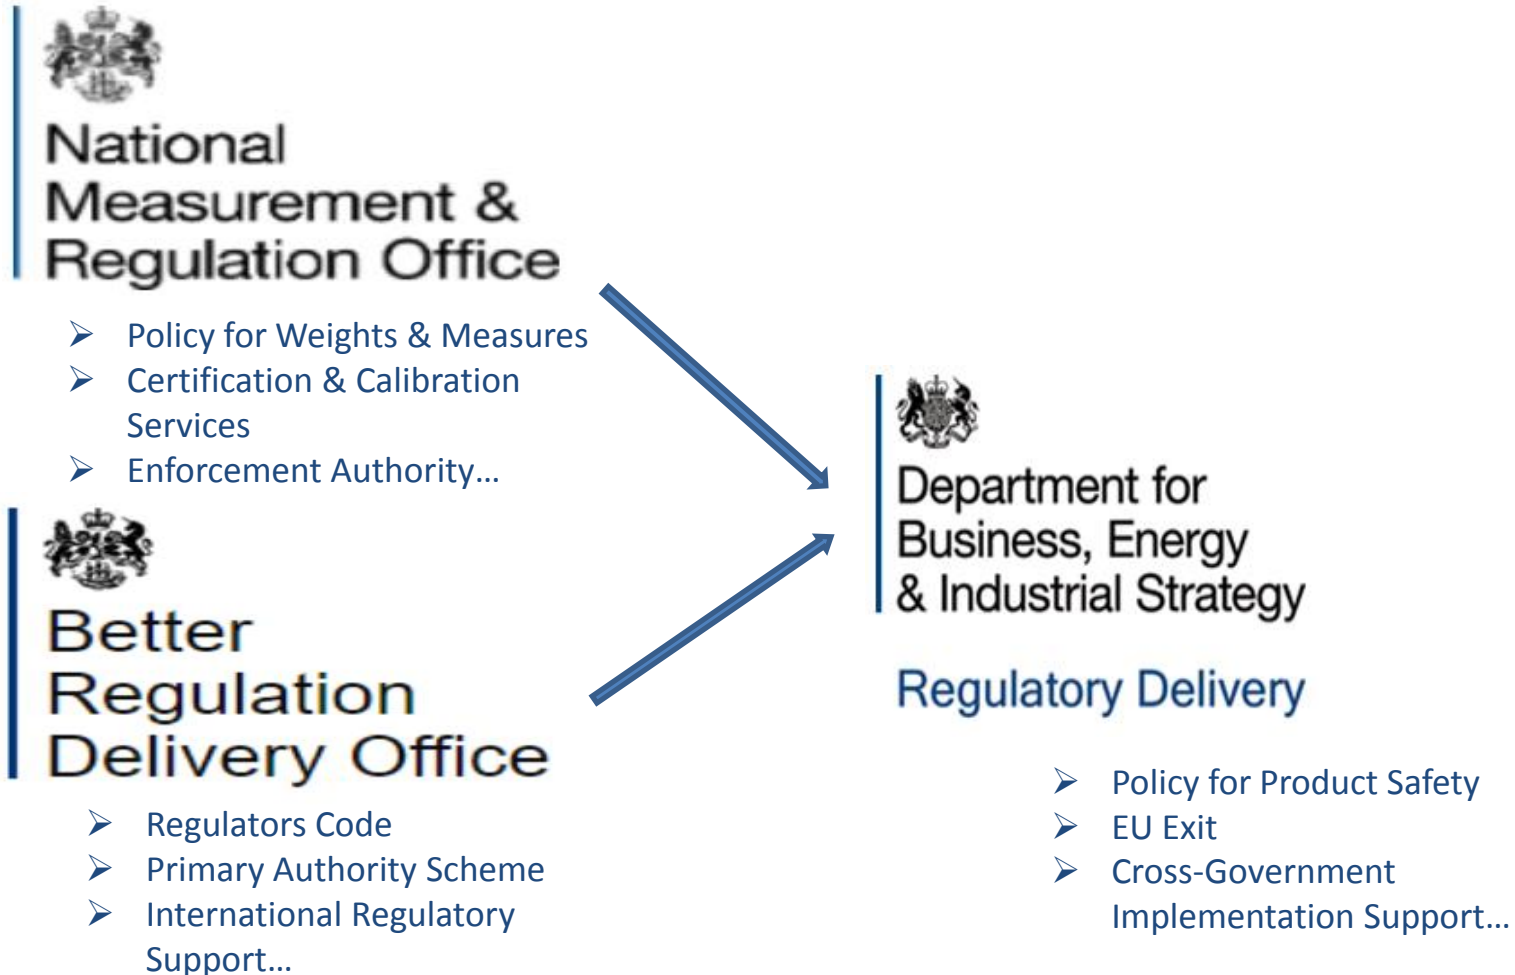 National
Measurement &
Regulation Office
➢ Policy for Weights & Measures
➢ Certification & Calibration
Services
➢ Enforcement Authority…
Better
Regulation
Delivery Office
➢ Regulators Code
➢ Primary Authority Scheme
➢ International Regulatory
Support…
Department for
Business, Energy
& Industrial Strategy
Regulatory Delivery
➢ Policy for Product Safety
➢ EU Exit
➢ Cross-Government
Implementation Support…